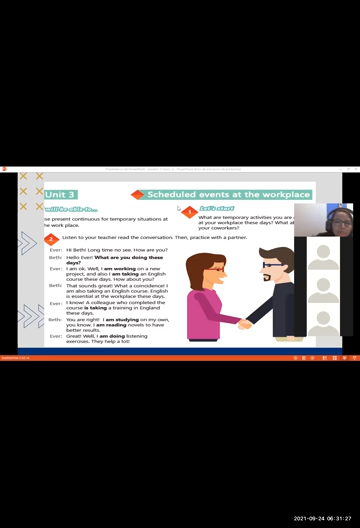 Unit 3
Scheduled events at the workplace
will be able to...
se present continuous for temporary situations at
he work place.
1
Let's start
What are temporary activities you are
at your workplace these days? What ab
your coworkers?
2
Listen to your teacher read the conversation. Then, practice with a partner.
Ever: Hi Beth! Long time no see. How are you?
Beth: Hello Ever! What are you doing these
days?
Ever: I am ok. Well, I am working on a new
project, and also I am taking an English
course these days. How about you?
Beth: That sounds great! What a coincidence! I
am also taking an English course. English
is essential at the workplace these days.
Ever: I know! A colleague who completed the
course is taking a training in England
these days.
Beth: You are right! I am studying on my own,
you know. I am reading novels to have
better results.
Ever: Great! Well, I am doing listening
exercises. They help a lot!
2021-09-24 06:31:27